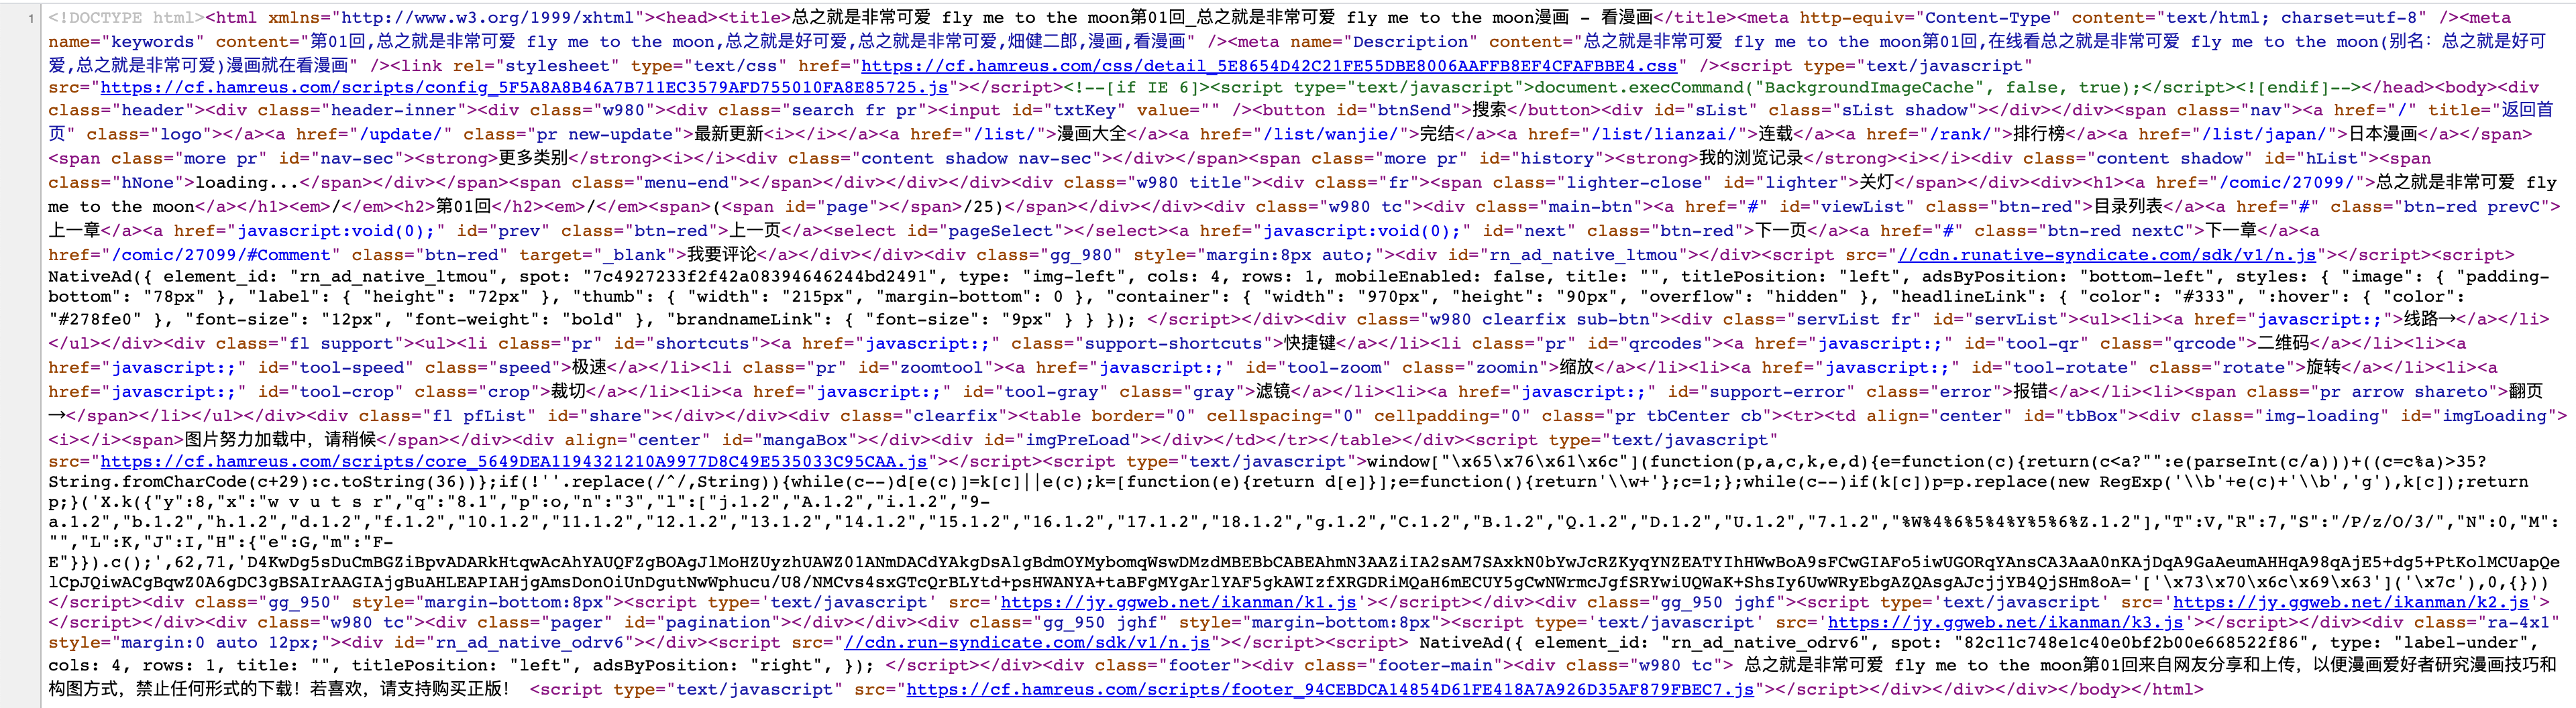 1 <!DOCTYPE html><html xmlns="http://www.w3.org/1999/xhtml"><head><title>总之就是非常可爱 fly me to the moon第01回_总之就是非常可爱 fly me to the moon漫画 - 看漫画</title><meta http-equiv="Content-Type" content="text/html; charset=utf-8" /><meta
name="keywords" content="第01回,总之就是非常可爱 fly me to the moon,总之就是好可爱,总之就是非常可爱,畑健二郎,漫画,看漫画" /><meta name="Description" content="总之就是非常可爱 fly me to the moon第01回,在线看总之就是非常可爱 fly me to the moon(别名：总之就是好可
爱,总之就是非常可爱)漫画就在看漫画" /><link rel="stylesheet" type="text/css" href="https://cf.hamreus.com/css/detail_5E8654D42C21FE55DBE8006AAFFB8EF4CFAFBBE4.css" /><script type="text/javascript"
src="https://cf.hamreus.com/scripts/config_5F5A8A8B46A7B711EC3579AFD755010FA8E85725.js"></script><!--[if IE 6]><script type="text/javascript">document.execCommand("BackgroundImageCache", false, true);</script><![endif]--></head><body><div
class="header"><div class="header-inner"><div class="w980"><div class="search fr pr"><input id="txtKey" value="" /><button id="btnSend">搜索</button><div id="sList" class="sList shadow"></div></div><span class="nav"><a href="/" title="返回首
页" class="logo"></a><a href="/update/" class="pr new-update">最新更新<i></i></a><a href="/list/">漫画大全</a><a href="/list/wanjie/">完结</a><a href="/list/lianzai/">连载</a><a href="/rank/">排行榜</a><a href="/list/japan/">日本漫画</a></span>
<span class="more pr" id="nav-sec"><strong>更多类别</strong><i></i><div class="content shadow nav-sec"></div></span><span class="more pr" id="history"><strong>我的浏览记录</strong><i></i><div class="content shadow" id="hList"><span
class="hNone">loading...</span></div></span><span class="menu-end"></span></div></div></div><div class="w980 title"><div class="fr"><span class="lighter-close" id="lighter">关灯</span></div><div><h1><a href="/comic/27099/">总之就是非常可爱 fly
me to the moon</a></h1><em>/</em><h2>第01回</h2><em>/</em><span>(<span id="page"></span>/25)</span></div></div><div class="w980 tc"><div class="main-btn"><a href="#" id="viewList" class="btn-red">目录列表</a><a href="#" class="btn-red prevC">
上一章</a><a href="javascript:void(0);" id="prev" class="btn-red">上一页</a><select id="pageSelect"></select><a href="javascript:void(0);" id="next" class="btn-red">下一页</a><a href="#" class="btn-red nextC">下一章</a><a
href="/comic/27099/#Comment" class="btn-red" target="_blank">我要评论</a></div></div><div class="gg_980" style="margin:8px auto;"><div id="rn_ad_native_ltmou"></div><script src="//cdn.runative-syndicate.com/sdk/v1/n.js"></script><script>
NativeAd({ element_id: "rn_ad_native_ltmou", spot: "7c4927233f2f42a08394646244bd2491", type: "img-left", cols: 4, rows: 1, mobileEnabled: false, title: "", titlePosition: "left", adsByPosition: "bottom-left", styles: { "image": { "padding-
bottom": "78px" }, "label": { "height": "72px" }, "thumb": { "width": "215px", "margin-bottom": 0 }, "container": { "width": "970px", "height": "90px", "overflow": "hidden" }, "headlineLink": { "color": "#333", ":hover": { "color":
"#278fe0" }, "font-size": "12px", "font-weight": "bold" }, "brandnameLink": { "font-size": "9px" } } }); </script></div><div class="w980 clearfix sub-btn"><div class="servList fr" id="servList"><ul><li><a href="javascript:;">线路→</a></li>
</ul></div><div class="fl support"><ul><li class="pr" id="shortcuts"><a href="javascript:;" class="support-shortcuts">快捷键</a></li><li class="pr" id="qrcodes"><a href="javascript:;" id="tool-qr" class="qrcode">二维码</a></li><li><a
href="javascript:;" id="tool-speed" class="speed">极速</a></li><li class="pr" id="zoomtool"><a href="javascript:;" id="tool-zoom" class="zoomin">缩放</a></li><li><a href="javascript:;" id="tool-rotate" class="rotate">旋转</a></li><li><a
href="javascript:;" id="tool-crop" class="crop">裁切</a></li><li><a href="javascript:;" id="tool-gray" class="gray">滤镜</a></li><li><a href="javascript:;" id="support-error" class="error">报错</a></li><li><span class="pr arrow shareto">翻页
→</span></li></ul></div><div class="fl pfList" id="share"></div></div><div class="clearfix"><table border="0" cellspacing="0" cellpadding="0" class="pr tbCenter cb"><tr><td align="center" id="tbBox"><div class="img-loading" id="imgLoading">
<i></i><span>图片努力加载中，请稍候</span></div><div align="center" id="mangaBox"></div><div id="imgPreLoad"></div></td></tr></table></div><script type="text/javascript"
src="https://cf.hamreus.com/scripts/core_5649DEA1194321210A9977D8C49E535033C95CAA.js"></script><script type="text/javascript">window["\x65\x76\x61\x6c"](function(p,a,c,k,e,d){e=function(c){return(c<a?"":e(parseInt(c/a)))+((c=c%a)>35?
String.fromCharCode(c+29):c.toString(36))};if(!''.replace(/^/,String)){while(c--)d[e(c)]=k[c]||e(c);k=[function(e){return d[e]}];e=function(){return'\\w+'};c=1;};while(c--)if(k[c])p=p.replace(new RegExp('\\b'+e(c)+'\\b','g'),k[c]);return
p;}('X.k({"y":8,"x":"w v u t s r","q":"8.1","p":o,"n":"3","l":["j.1.2","A.1.2","i.1.2","9-
a.1.2","b.1.2","h.1.2","d.1.2","f.1.2","10.1.2","11.1.2","12.1.2","13.1.2","14.1.2","15.1.2","16.1.2","17.1.2","18.1.2","g.1.2","C.1.2","B.1.2","Q.1.2","D.1.2","U.1.2","7.1.2","%W%4%6%5%4%Y%5%6%Z.1.2"],"T":V,"R":7,"S":"/P/z/O/3/","N":0,"M":
"","L":K,"J":I,"H":{"e":G,"m":"F-
E"}}).c();',62,71,'D4KwDg5sDuCmBGZiBpvADARkHtqwAcAhYAUQFZgBOAgJlMoHZUyzhUAWZ01ANmDACdYAkgDsAlgBdmOYMybomqWswDMzdMBEBbCABEAhmN3AAZiIA2sAM7SAxkN0bYwJcRZKyqYNZEATYIhHWwBoA9sFCwGIAFo5iwUGORqYAnsCA3AaA0nKAjDqA9GaAeumAHHqA98qAjE5+dg5+PtKolMCUapQe
lCpJQiwACgBqwZ0A6gDC3gBSAIrAAGIAjgBuAHLEAPIAHjgAmsDonOiUnDgutNwWphucu/U8/NMCvs4sxGTcQrBLYtd+psHWANYA+taBFgMYgArlYAF5gkAWIzfXRGDRiMQaH6mECUY5gCwNWrmcJgfSRYwiUQWaK+ShsIy6UwWRyEbgAZQAsgAJcjjYB4QjSHm8oA='['\x73\x70\x6c\x69\x63']('\x7c'),0,{}))
</script><div class="gg_950" style="margin-bottom:8px"><script type='text/javascript' src='https://jy.ggweb.net/ikanman/k1.js'></script></div><div class="gg_950 jghf"><script type='text/javascript' src='https://jy.ggweb.net/ikanman/k2.js'>
</script></div><div class="w980 tc"><div class="pager" id="pagination"></div></div><div class="gg_950 jghf" style="margin-bottom:8px"><script type='text/javascript' src='https://jy.ggweb.net/ikanman/k3.js'></script></div><div class="ra-4x1"
style="margin:0 auto 12px;"><div id="rn_ad_native_odrv6"></div><script src="//cdn.run-syndicate.com/sdk/v1/n.js"></script><script> NativeAd({ element_id: "rn_ad_native_odrv6", spot: "82c11c748e1c40e0bf2b00e668522f86", type: "label-under",
cols: 4, rows: 1, title: "", titlePosition: "left", adsByPosition: "right", }); </script></div><div class="footer"><div class="footer-main"><div class="w980 tc"> 总之就是非常可爱 fly me to the moon第01回来自网友分享和上传，以便漫画爱好者研究漫画技巧和
构图方式，禁止任何形式的下载！若喜欢，请支持购买正版！ <script type="text/javascript" src="https://cf.hamreus.com/scripts/footer_94CEBDCA14854D61FE418A7A926D35AF879FBEC7.js"></script></div></div></div></body></html>